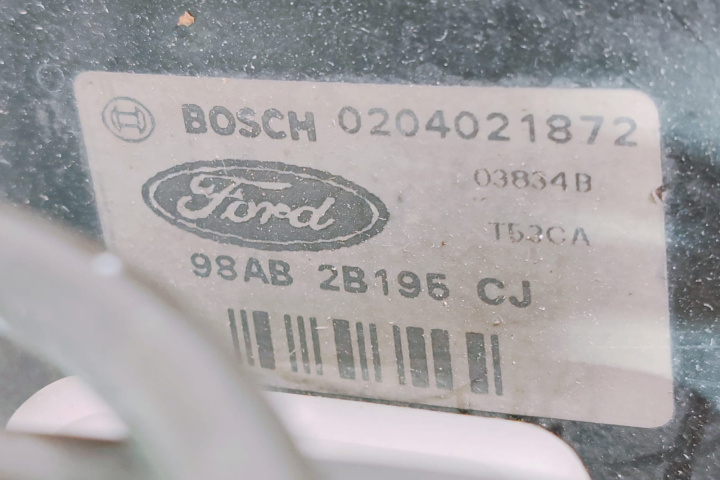 BOSCH 0204021872
03834B
Ford
T53CA
98AB 2B195 CJ